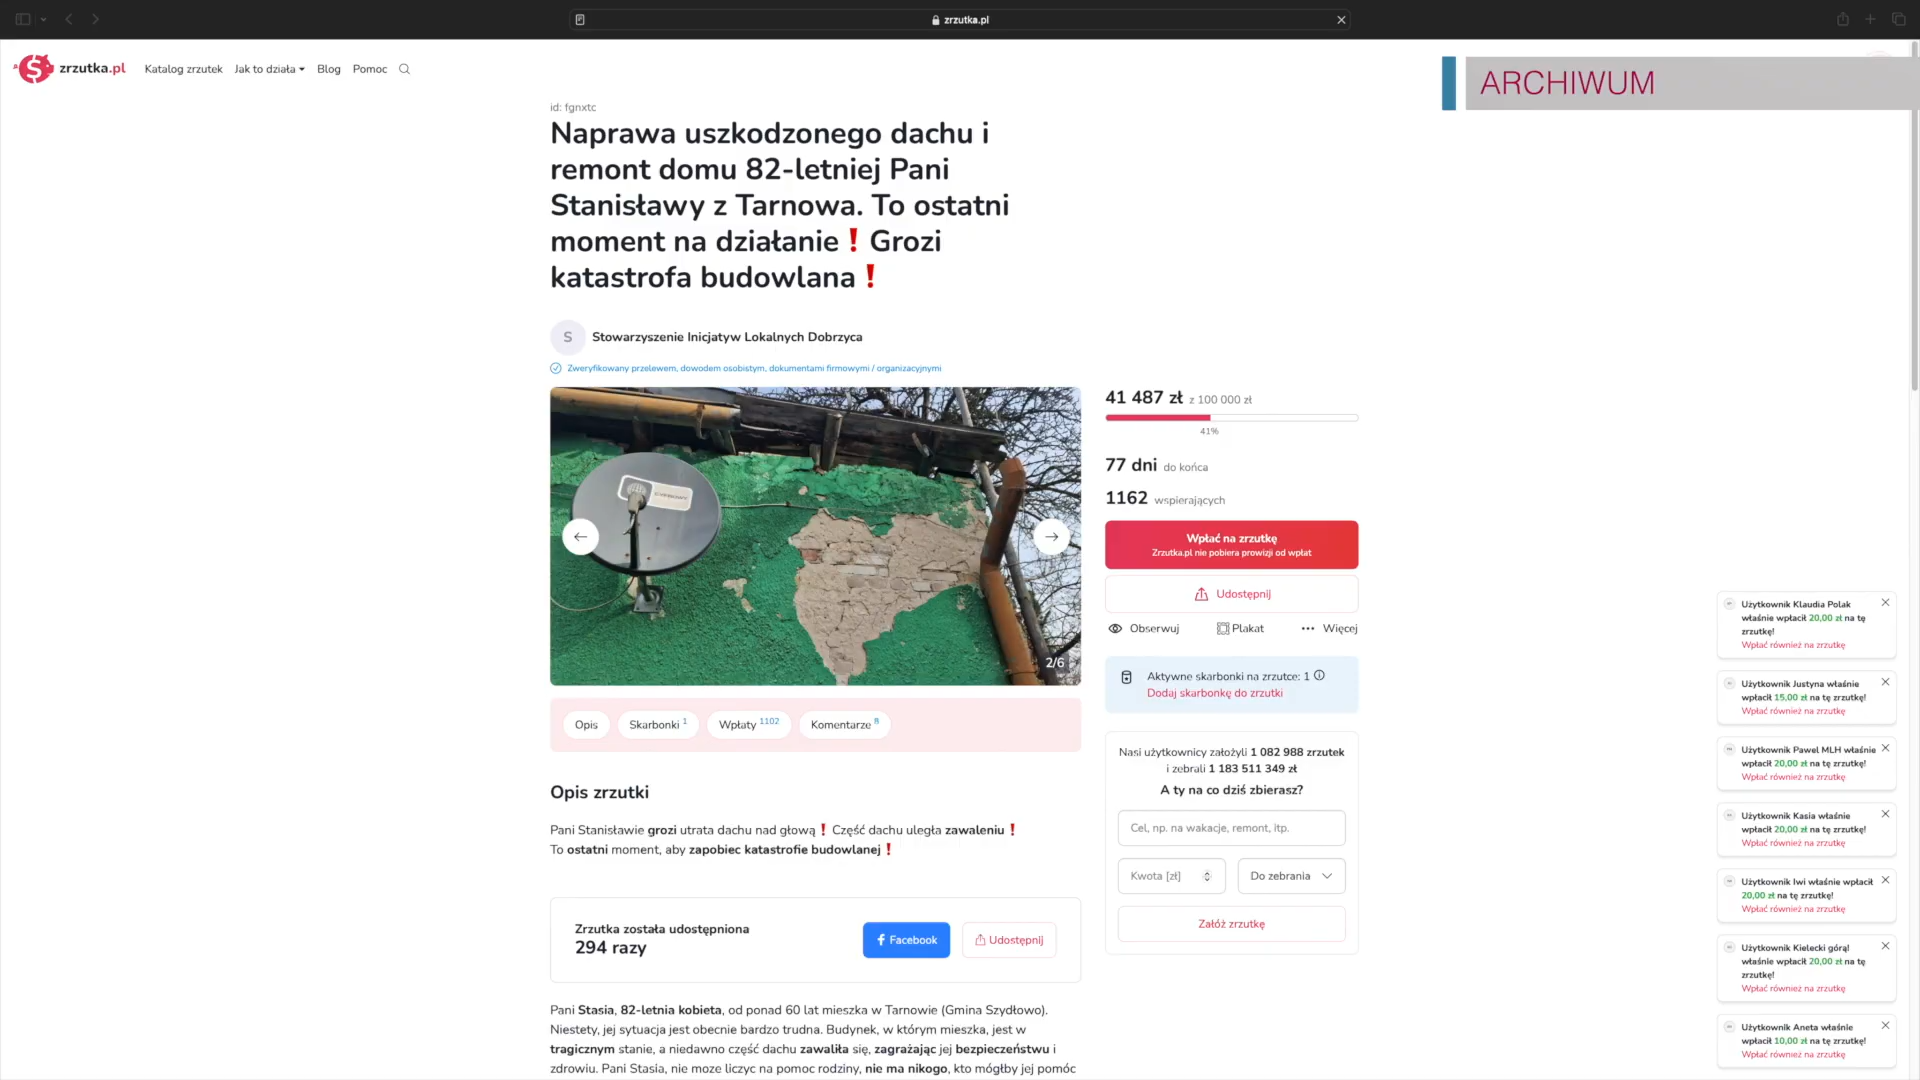 zrzutka.pl
zrzutka.pl
Katalog zrzutek
Jak to działa
Blog
Pomoc
ARCHIWUM
id: fgnxtc
Naprawa uszkodzonego dachu i
remont domu 82-letniej Pani
Stanisławy z Tarnowa. To ostatni
moment na działanie❗ Grozi
katastrofa budowlana❗
S
Stowarzyszenie Inicjatyw Lokalnych Dobrzyca
Zweryfikowany przelewem, dowodem osobistym, dokumentami firmowymi / organizacyjnymi
2/6
41 487 zł z 100 000 zł
41%
77 dni do końca
1162 wspierających
Wpłać na zrzutkę
Zrzutka.pl nie pobiera prowizji od wpłat
Udostępnij
Obserwuj
Plakat
Więcej
Aktywne skarbonki na zrzutce: 1
Dodaj skarbonkę do zrzutki
Opis
Skarbonki 1
Wpłaty 1102
Komentarze 8
Nasi użytkownicy założyli 1 082 988 zrzutek
i zebrali 1 183 511 349 zł
A ty na co dziś zbierasz?
Cel, np. na wakacje, remont, itp.
Kwota [zł]
Do zebrania
Załóż zrzutkę
Opis zrzutki
Pani Stanisławie grozi utrata dachu nad głową❗ Część dachu uległa zawaleniu❗
To ostatni moment, aby zapobiec katastrofie budowlanej❗
Zrzutka została udostępniona
294 razy
Facebook
Udostępnij
Pani Stasia, 82-letnia kobieta, od ponad 60 lat mieszka w Tarnowie (Gmina Szydłowo).
Niestety, jej sytuacja jest obecnie bardzo trudna. Budynek, w którym mieszka, jest w
tragicznym stanie, a niedawno część dachu zawaliła się, zagrażając jej bezpieczeństwu i
zdrowiu. Pani Stasia, nie moze liczyc na pomoc rodziny, nie ma nikogo, kto mógłby jej pomóc
Użytkownik Klaudia Polak
właśnie wpłacił 20,00 zł na tę
zrzutkę!
Wpłać również na zrzutkę
Użytkownik Justyna właśnie
wpłacił 15,00 zł na tę zrzutkę!
Wpłać również na zrzutkę
Użytkownik Pawel MLH właśnie
wpłacił 20,00 zł na tę zrzutkę!
Wpłać również na zrzutkę
Użytkownik Kasia właśnie
wpłacił 20,00 zł na tę zrzutkę!
Wpłać również na zrzutkę
Użytkownik Iwi właśnie wpłacił
20,00 zł na tę zrzutkę!
Wpłać również na zrzutkę
Użytkownik Kielecki górą!
właśnie wpłacił 20,00 zł na tę
zrzutkę!
Wpłać również na zrzutkę
Użytkownik Aneta właśnie
wpłacił 10,00 zł na tę zrzutkę!
Wpłać również na zrzutkę